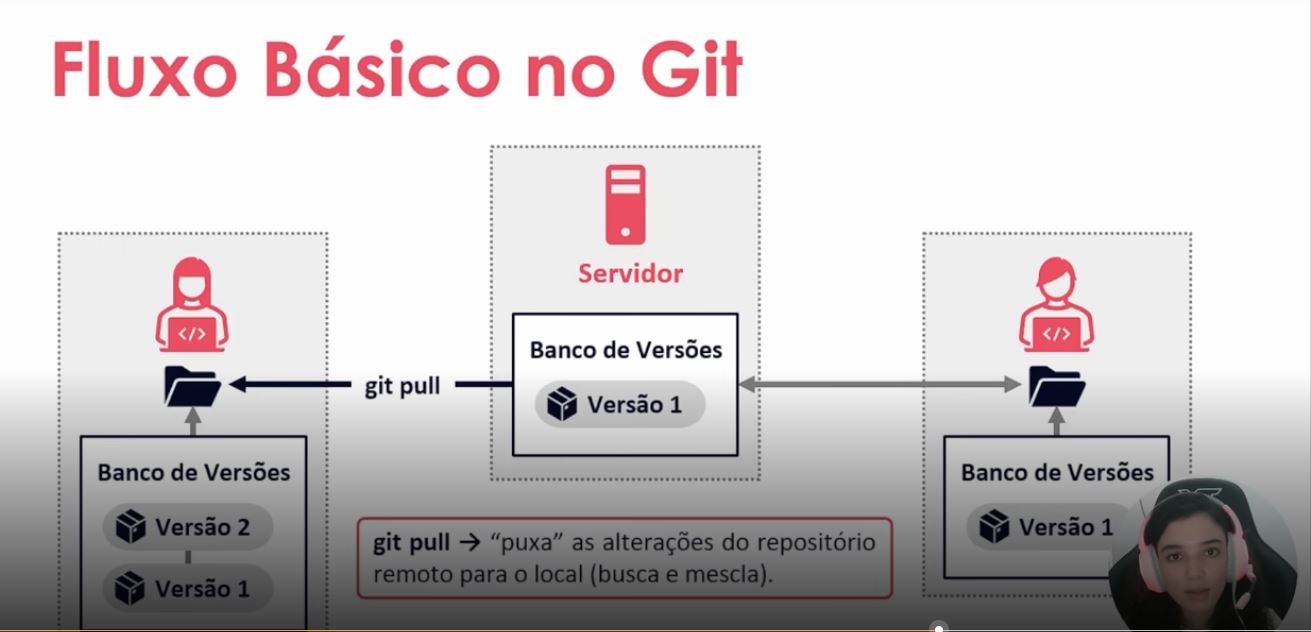 Fluxo Básico no Git
Servidor
Banco de Versões
Versão 1
git pull
</>
Banco de Versões
Versão 2
Versão 1
</>
Banco de Versões
Versão 1
git pull → “puxa” as alterações do repositório
remoto para o local (busca e mescla).